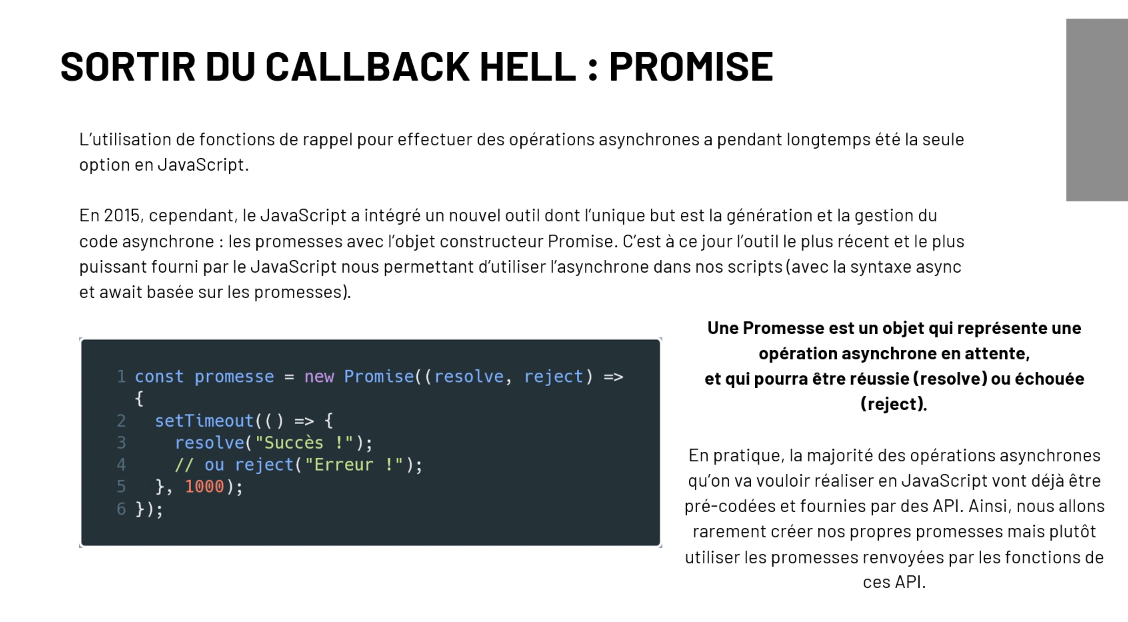 SORTIR DU CALLBACK HELL : PROMISE
L’utilisation de fonctions de rappel pour effectuer des opérations asynchrones a pendant longtemps été la seule
option en JavaScript.
En 2015, cependant, le JavaScript a intégré un nouvel outil dont l’unique but est la génération et la gestion du
code asynchrone : les promesses avec l’objet constructeur Promise. C’est à ce jour l’outil le plus récent et le plus
puissant fourni par le JavaScript nous permettant d’utiliser l’asynchrone dans nos scripts (avec la syntaxe async
et await basée sur les promesses).
1 const promesse = new Promise((resolve, reject) =>
{
2   setTimeout(() => {
3     resolve("Succès !");
4     // ou reject("Erreur !");
5   }, 1000);
6 });
Une Promesse est un objet qui représente une
opération asynchrone en attente,
et qui pourra être réussie (resolve) ou échouée
(reject).
En pratique, la majorité des opérations asynchrones
qu’on va vouloir réaliser en JavaScript vont déjà être
pré-codées et fournies par des API. Ainsi, nous allons
rarement créer nos propres promesses mais plutôt
utiliser les promesses renvoyées par les fonctions de
ces API.